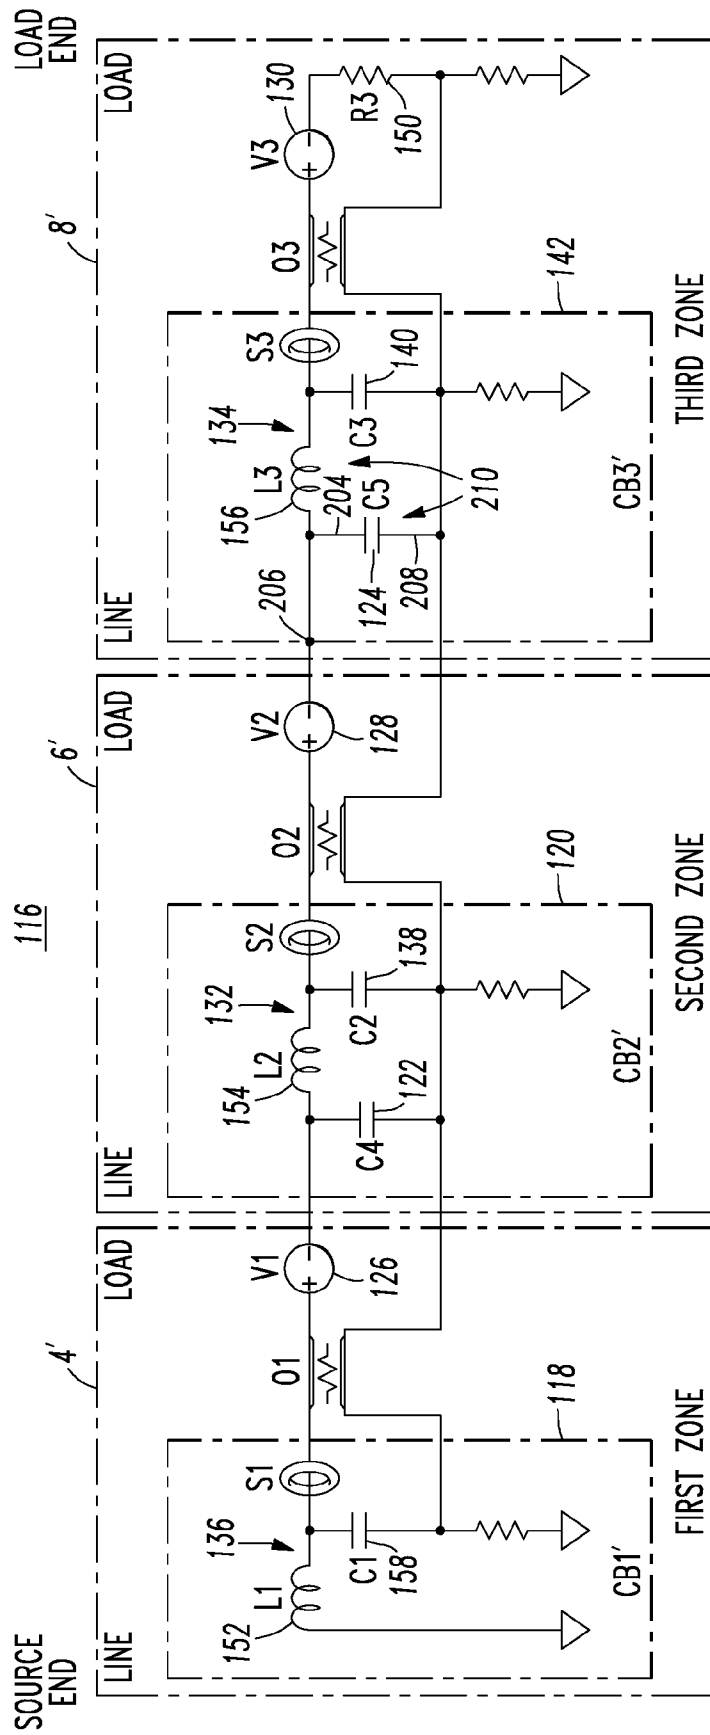 116
SOURCE
END
LOAD
END
4'
6'
8'
LINE
LOAD
LINE
LOAD
LINE
LOAD
152
L1
136
S1
O1
V1
126
C1
158
118
CB1'
FIRST ZONE
154
L2
132
S2
O2
V2
128
C4
122
C2
138
120
CB2'
SECOND ZONE
206
156
L3
134
S3
O3
V3
130
204
C5
124
208
210
C3
140
R3
150
142
CB3'
THIRD ZONE
+
−
+
−
+
−